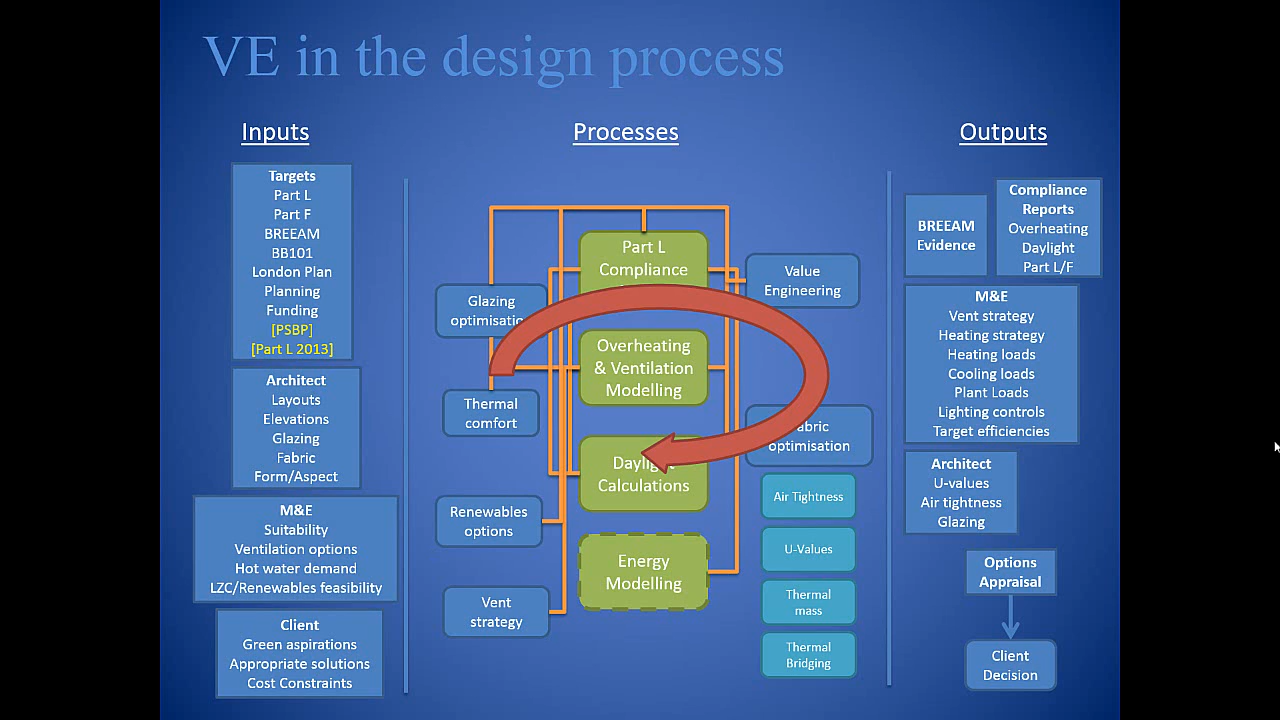 VE in the design process
Inputs
Targets
Part L
Part F
BREEAM
BB101
London Plan
Planning
Funding
[PSBP]
[Part L 2013]
Architect
Layouts
Elevations
Glazing
Fabric
Form/Aspect
M&E
Suitability
Ventilation options
Hot water demand
LZC/Renewables feasibility
Client
Green aspirations
Appropriate solutions
Cost Constraints
Processes
Part L
Compliance
Glazing
Thermal
comfort
Renewables
options
Vent
strategy
Overheating
& Ventilation
Modelling
Calculations
Energy
Modelling
Value
Engineering
optimisation
Air Tightness
U-Values
Thermal
mass
Thermal
Bridging
Outputs
BREEAM
Evidence
Compliance
Reports
Overheating
Daylight
Part L/F
M&E
Vent strategy
Heating strategy
Heating loads
Cooling loads
Plant Loads
Lighting controls
Target efficiencies
Architect
U-values
Air tightness
Glazing
Options
Appraisal
Client
Decision